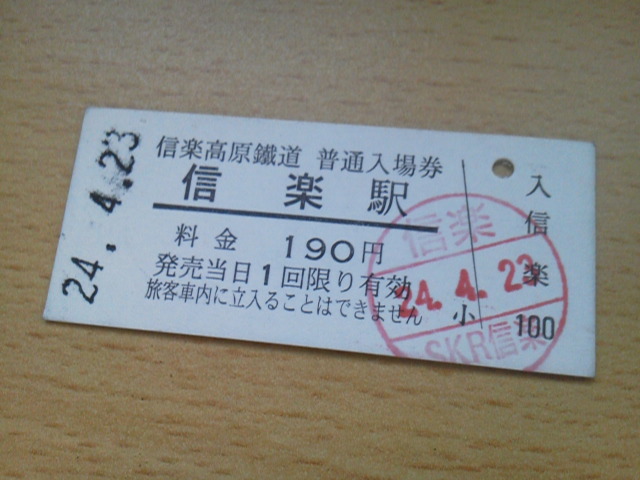 24.4.23
信楽高原鐵道 普通入場券
信楽駅
料金 190円
発売当日1回限り有効
旅客車内に立入ることはできません
小
入
信
楽
100
信楽
24.4.23
SKR信楽